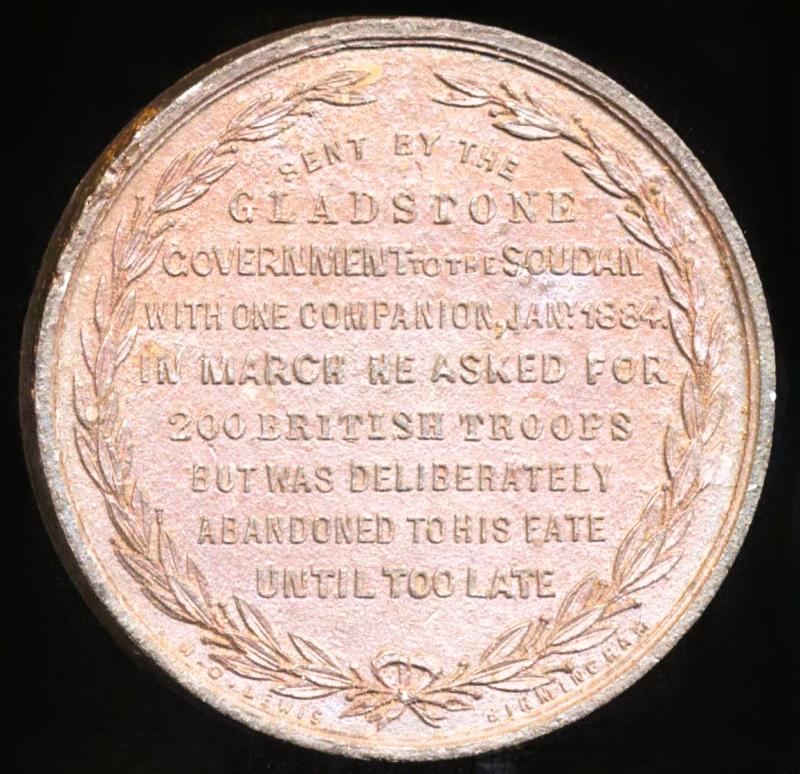 SENT BY THE
GLADSTONE
GOVERNMENT TO THE SOUDAN
WITH ONE COMPANION, JANY. 1884.
IN MARCH HE ASKED FOR
200 BRITISH TROOPS
BUT WAS DELIBERATELY
ABANDONED TO HIS FATE
UNTIL TOO LATE
W. O. LEWIS BIRMINGHAM